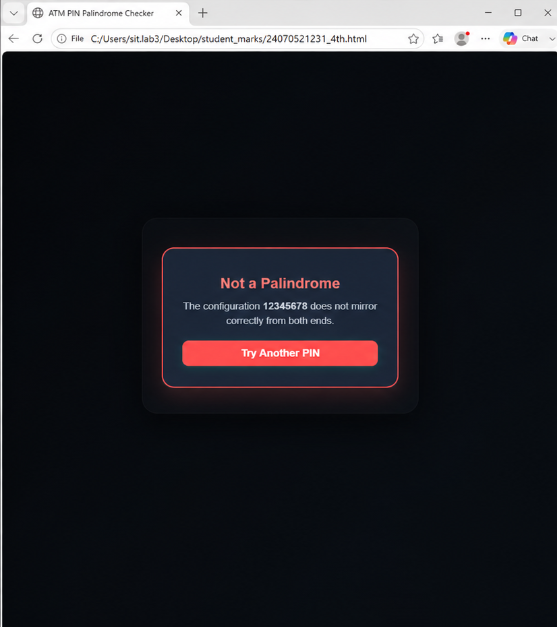 ATM PIN Palindrome Checker
File C:/Users/sit.lab3/Desktop/student_marks/24070521231_4th.html
Chat
Not a Palindrome
The configuration 12345678 does not mirror
correctly from both ends.
Try Another PIN